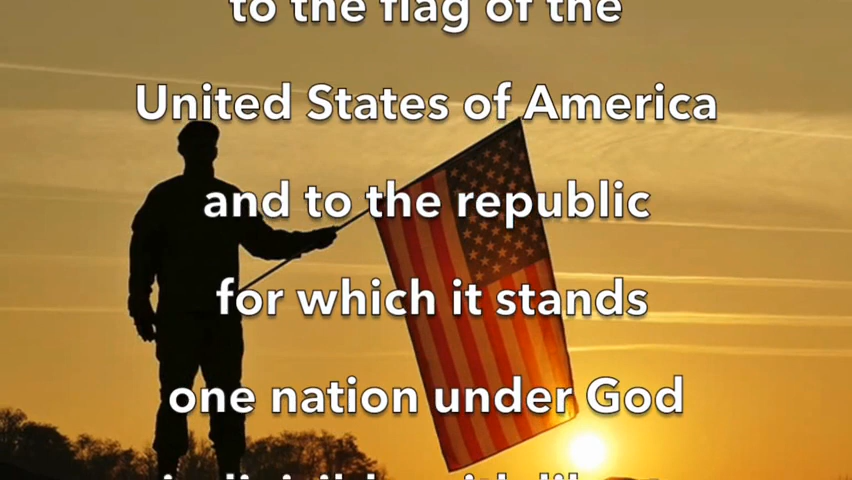 to the flag of the
United States of America
and to the republic
for which it stands
one nation under God